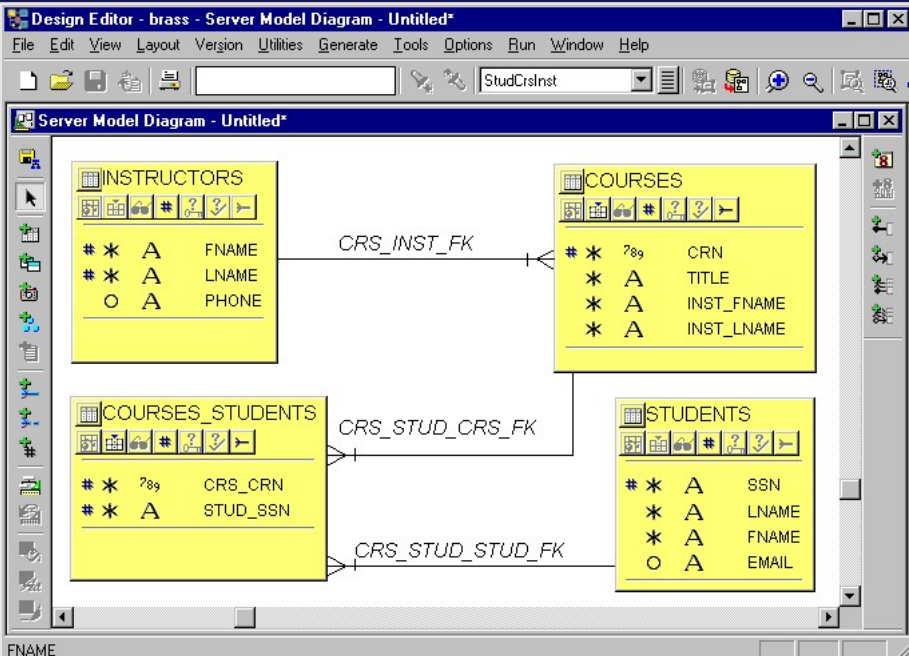 Design Editor - brass - Server Model Diagram - Untitled*
File Edit View Layout Version Utilities Generate Tools Options Run Window Help
StudCrsInst
Server Model Diagram - Untitled*
INSTRUCTORS
# * A FNAME
# * A LNAME
O A PHONE
CRS_INST_FK
COURSES
# * 789 CRN
* A TITLE
* A INST_FNAME
* A INST_LNAME
COURSES_STUDENTS
# * 789 CRS_CRN
# * A STUD_SSN
CRS_STUD_CRS_FK
CRS_STUD_STUD_FK
STUDENTS
# * A SSN
* A LNAME
* A FNAME
O A EMAIL
FNAME